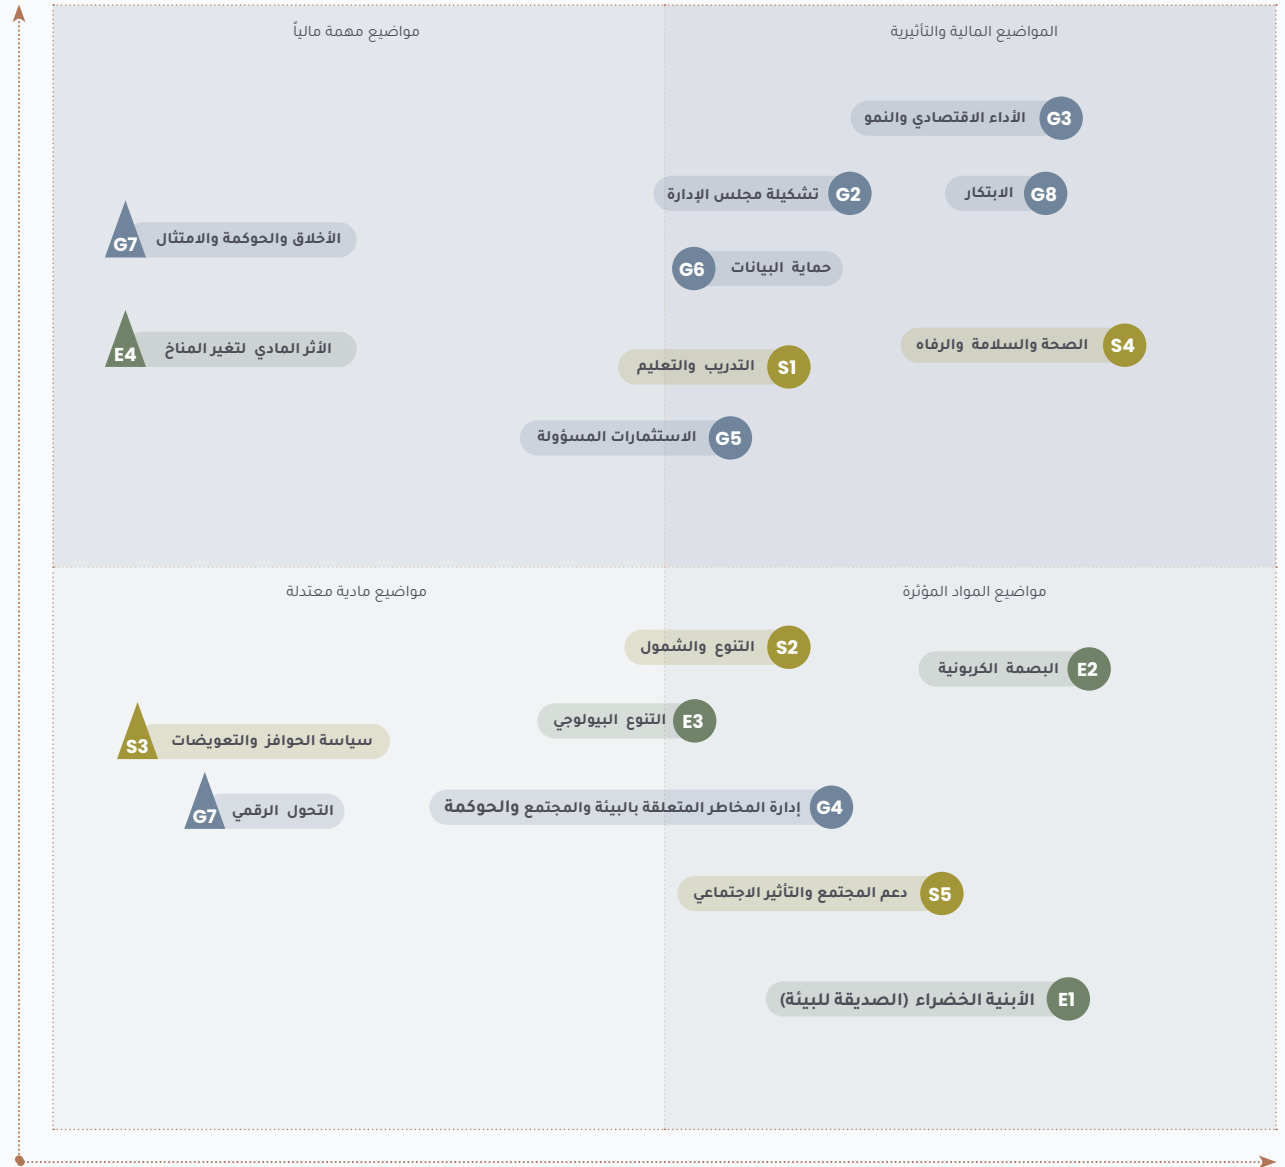 المواضيع المالية والتأثيرية
G3 الأداء الاقتصادي والنمو
G8 الابتكار
G2 تشكيلة مجلس الإدارة
G6 حماية البيانات
S4 الصحة والسلامة والرفاه
S1 التدريب والتعليم
G5 الاستثمارات المسؤولة
مواضيع مهمة مالياً
G7 الأخلاق والحوكمة والامتثال
E4 الأثر المادي لتغير المناخ
مواضيع المواد المؤثرة
S2 التنوع والشمول
E2 البصمة الكربونية
E3 التنوع البيولوجي
G4 إدارة المخاطر المتعلقة بالبيئة والمجتمع والحوكمة
S5 دعم المجتمع والتأثير الاجتماعي
E1 الأبنية الخضراء (الصديقة للبيئة)
مواضيع مادية معتدلة
S3 سياسة الحوافز والتعويضات
G7 التحول الرقمي